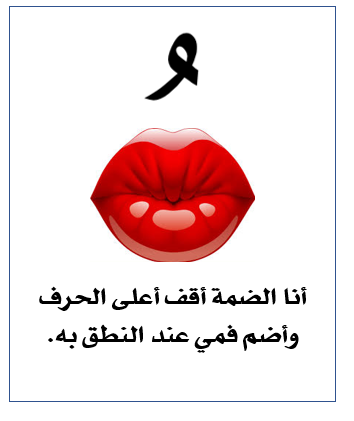 و
أنا الضمة أقف أعلى الحرف
وأضم فمي عند النطق به.